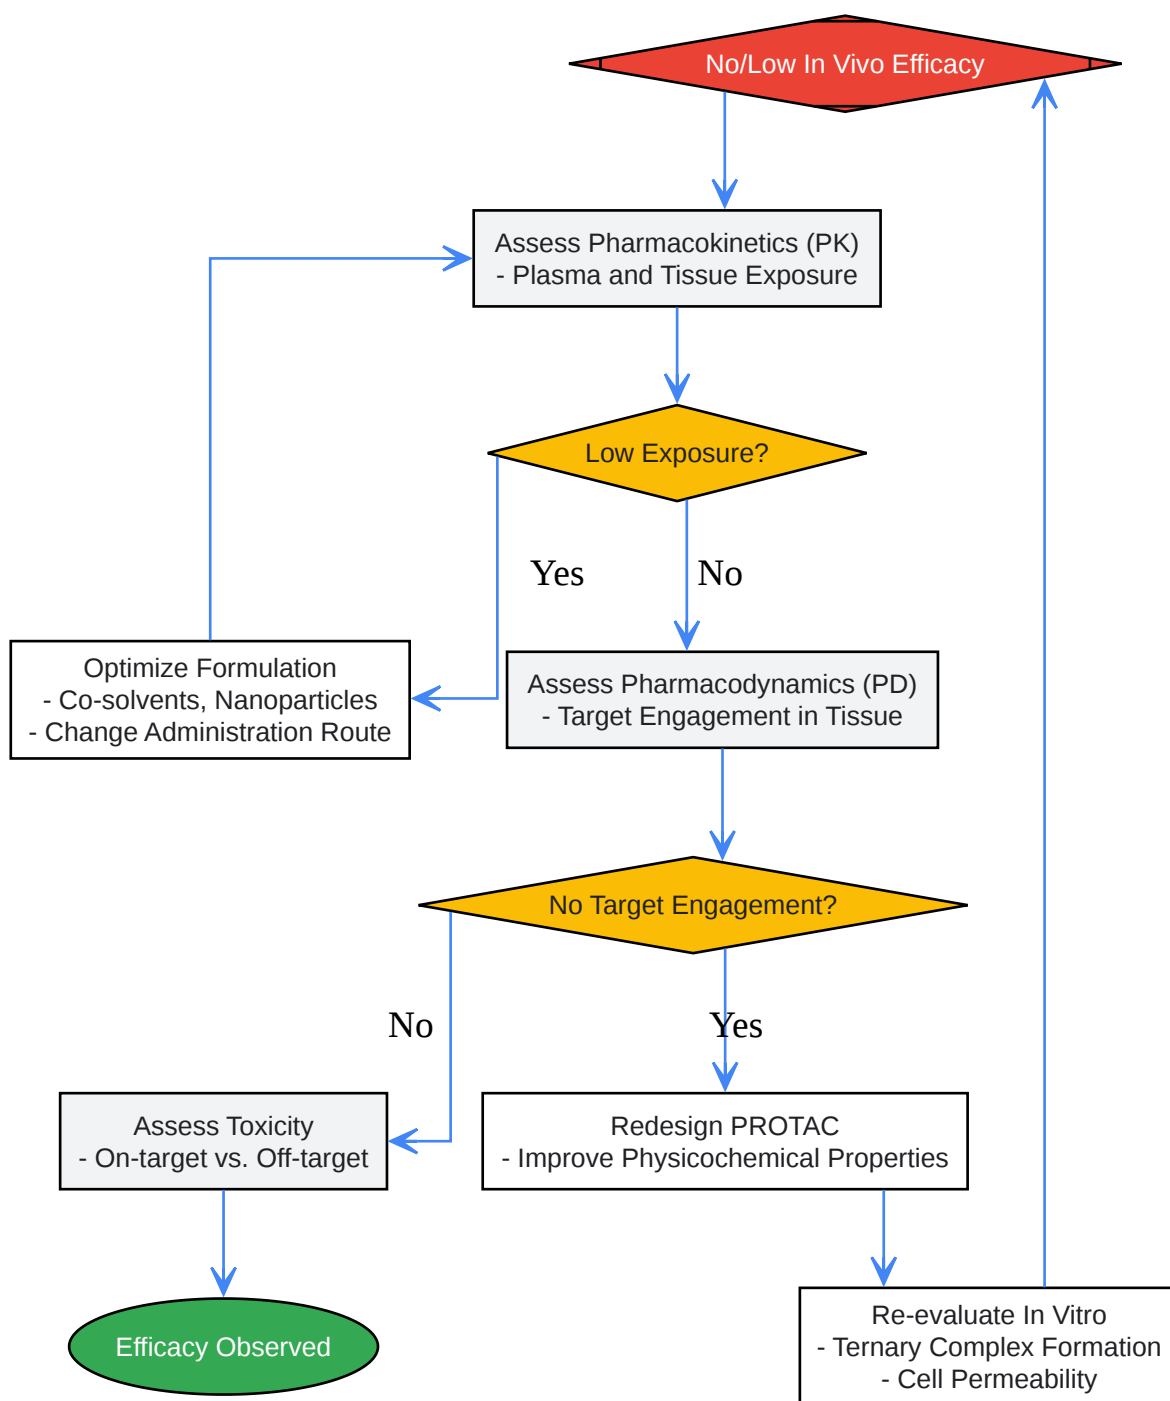 No/Low In Vivo Efficacy
Assess Pharmacokinetics (PK)
- Plasma and Tissue Exposure
Low Exposure?
Yes
No
Optimize Formulation
- Co-solvents, Nanoparticles
- Change Administration Route
Assess Pharmacodynamics (PD)
- Target Engagement in Tissue
No Target Engagement?
No
Yes
Assess Toxicity
- On-target vs. Off-target
Redesign PROTAC
- Improve Physicochemical Properties
Efficacy Observed
Re-evaluate In Vitro
- Ternary Complex Formation
- Cell Permeability